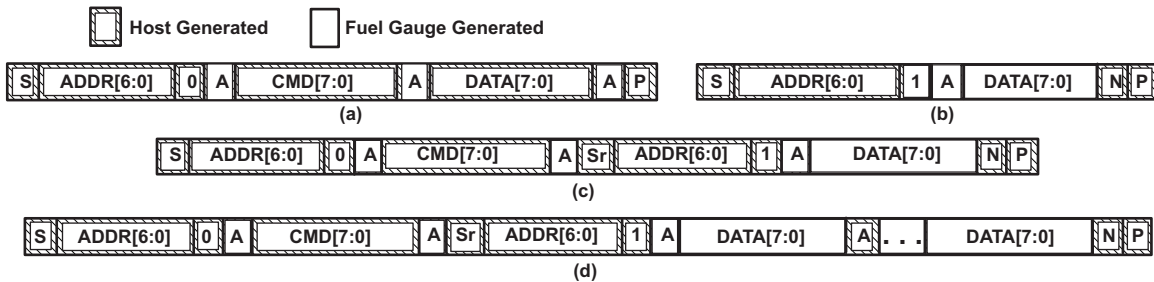 Host Generated Fuel Gauge Generated
S ADDR[6:0] 0 A CMD[7:0] A DATA[7:0] A P S ADDR[6:0] 1 A DATA[7:0] N P
(a) (b)
S ADDR[6:0] 0 A CMD[7:0] A Sr ADDR[6:0] 1 A DATA[7:0] N P
(c)
S ADDR[6:0] 0 A CMD[7:0] A Sr ADDR[6:0] 1 A DATA[7:0] A . . . DATA[7:0] N P
(d)